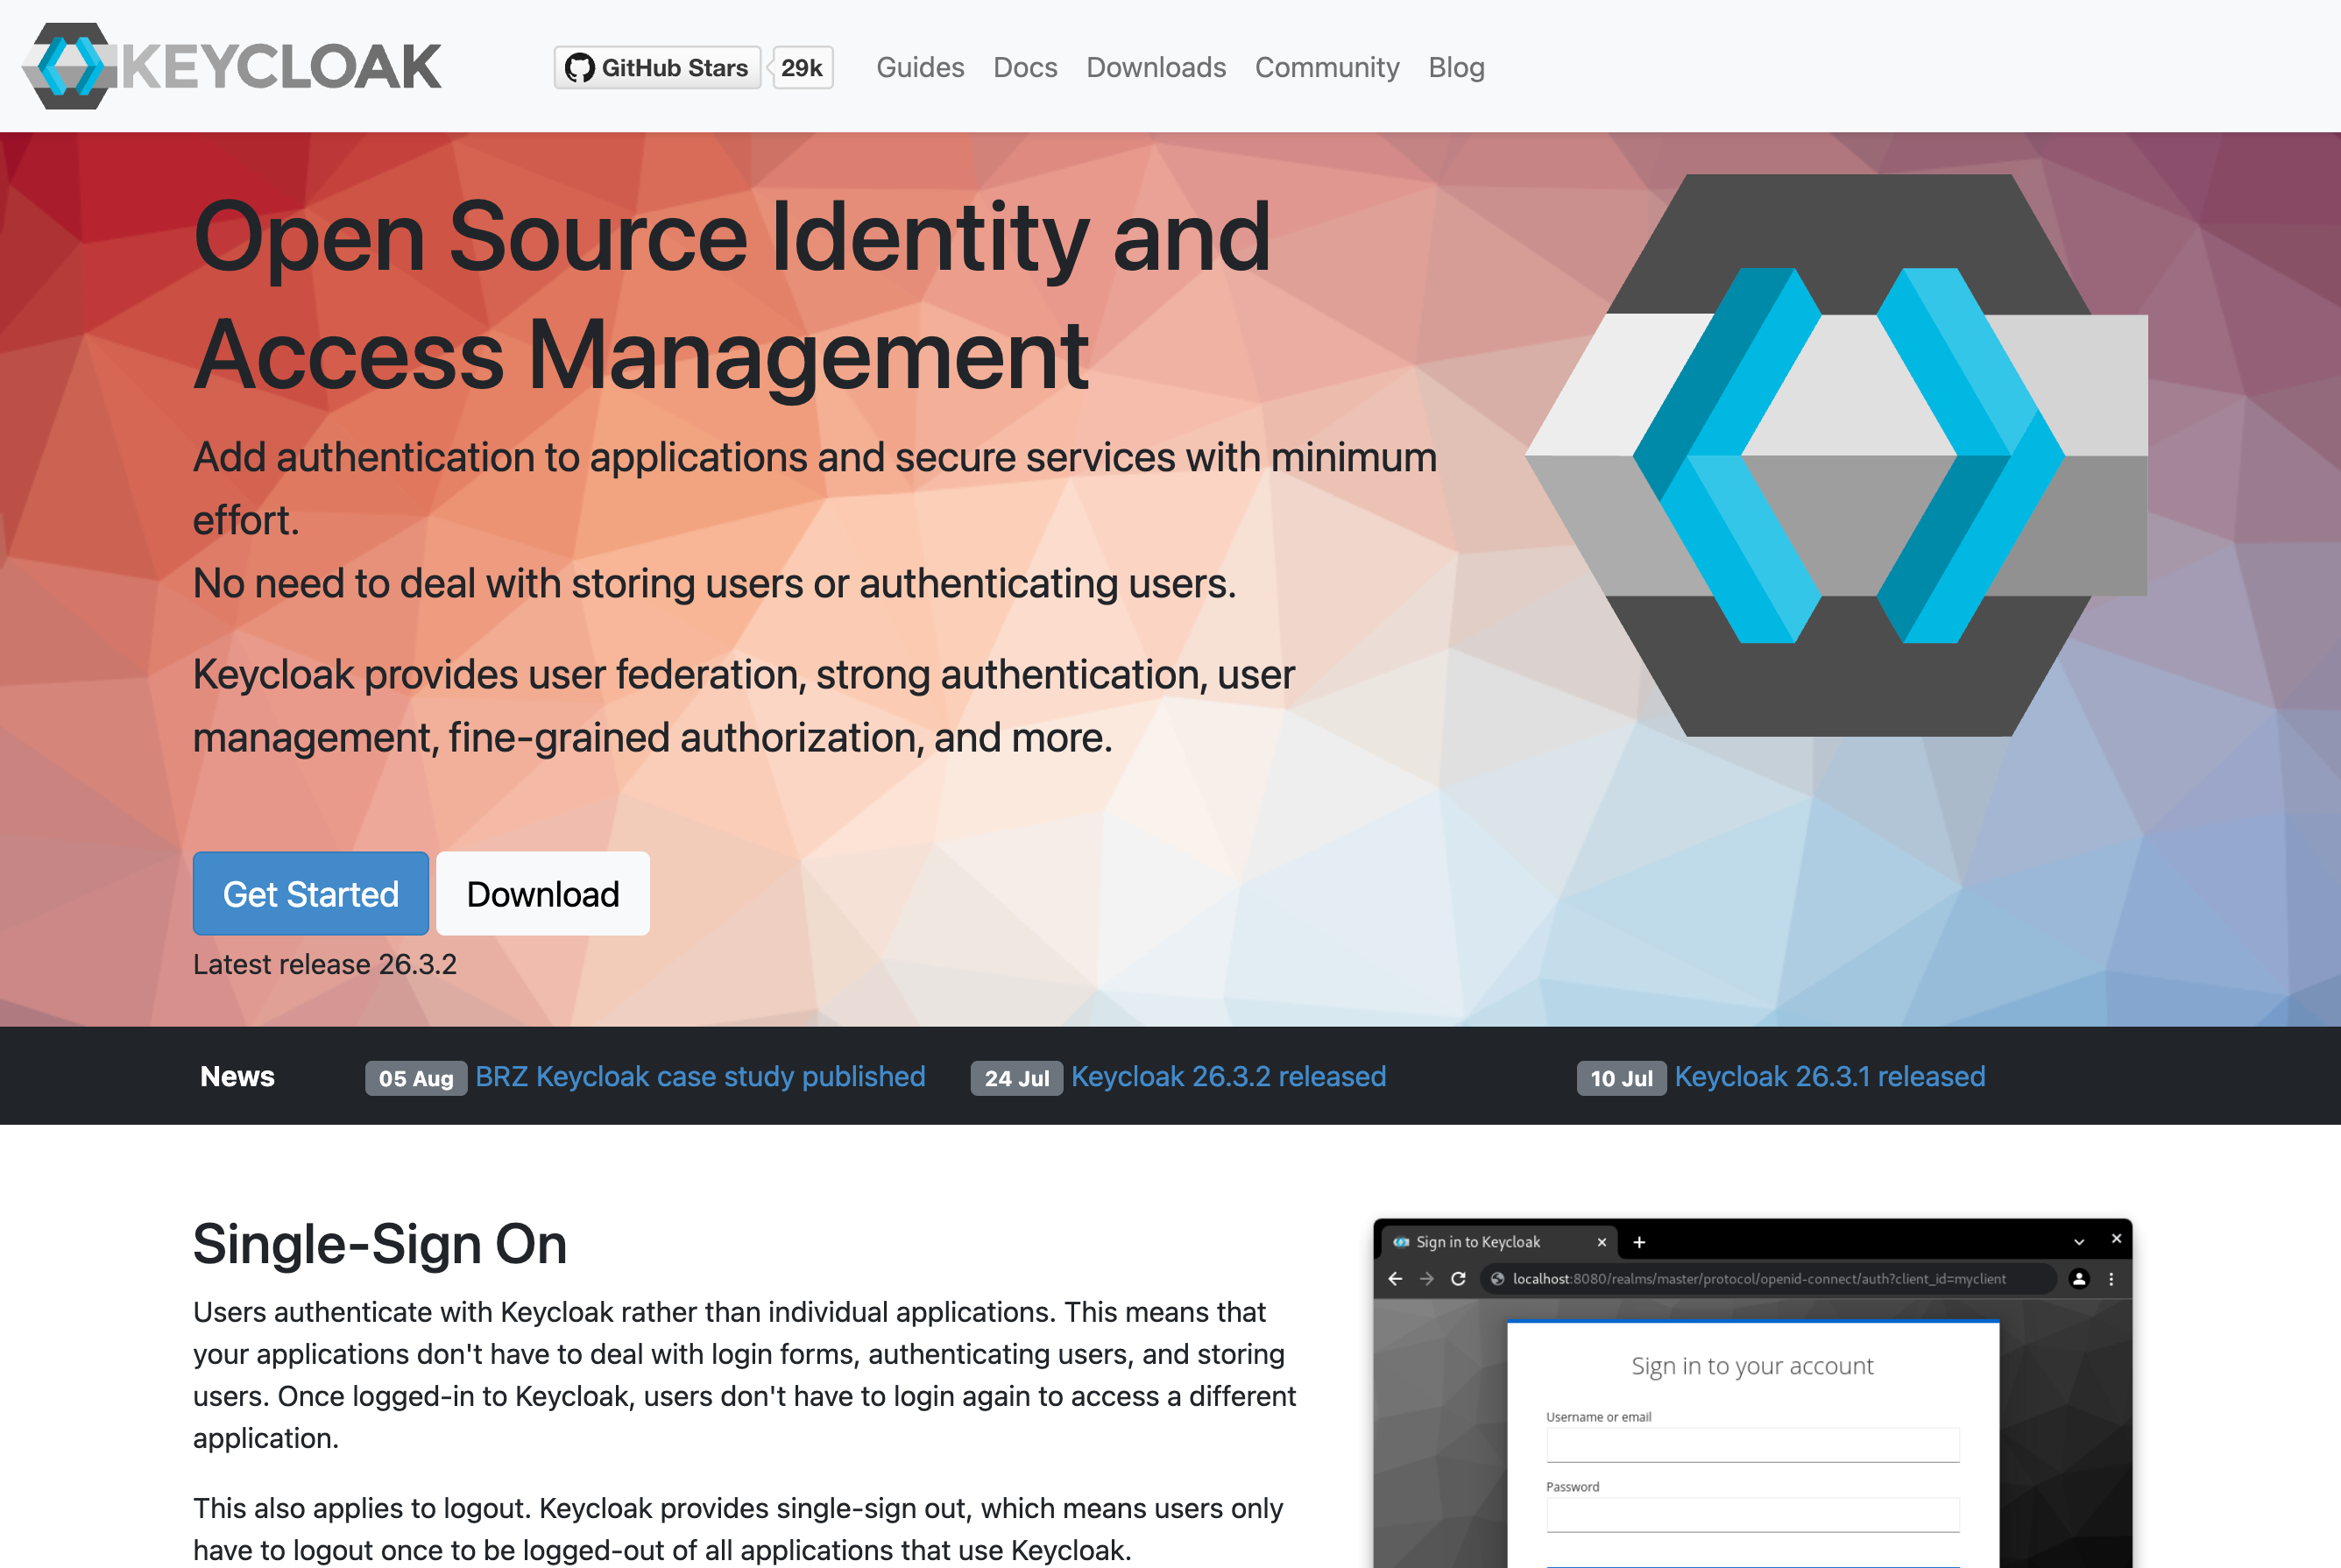 KEYCLOAK
GitHub Stars 29k Guides Docs Downloads Community Blog
Open Source Identity and
Access Management
Add authentication to applications and secure services with minimum
effort.
No need to deal with storing users or authenticating users.
Keycloak provides user federation, strong authentication, user
management, fine-grained authorization, and more.
Get Started Download
Latest release 26.3.2
News 05 Aug BRZ Keycloak case study published 24 Jul Keycloak 26.3.2 released 10 Jul Keycloak 26.3.1 released
Single-Sign On
Users authenticate with Keycloak rather than individual applications. This means that
your applications don't have to deal with login forms, authenticating users, and storing
users. Once logged-in to Keycloak, users don't have to login again to access a different
application.
This also applies to logout. Keycloak provides single-sign out, which means users only
have to logout once to be logged-out of all applications that use Keycloak.
Sign in to Keycloak
localhost:8080/realms/master/protocol/openid-connect/auth?client_id=myclient
Sign in to your account
Username or email
Password